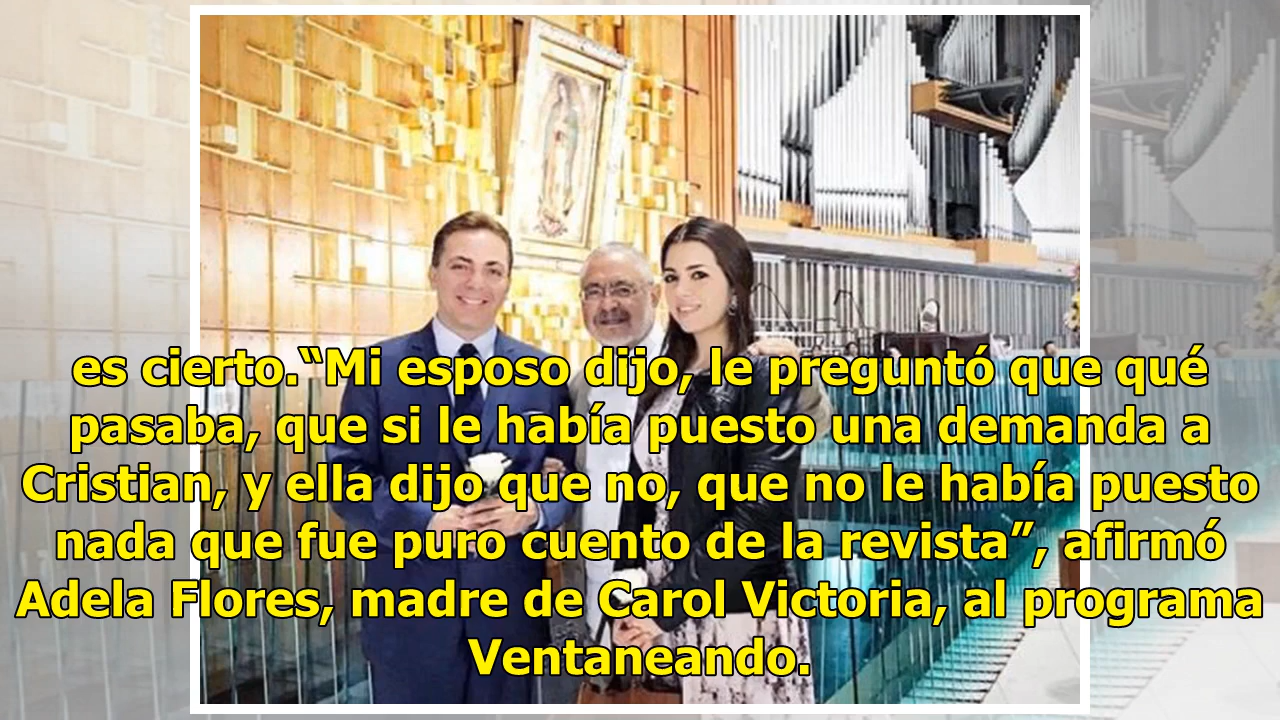 es cierto.“Mi esposo dijo, le preguntó que qué
pasaba, que si le había puesto una demanda a
Cristian, y ella dijo que no, que no le había puesto
nada que fue puro cuento de la revista”, afirmó
Adela Flores, madre de Carol Victoria, al programa
Ventaneando.